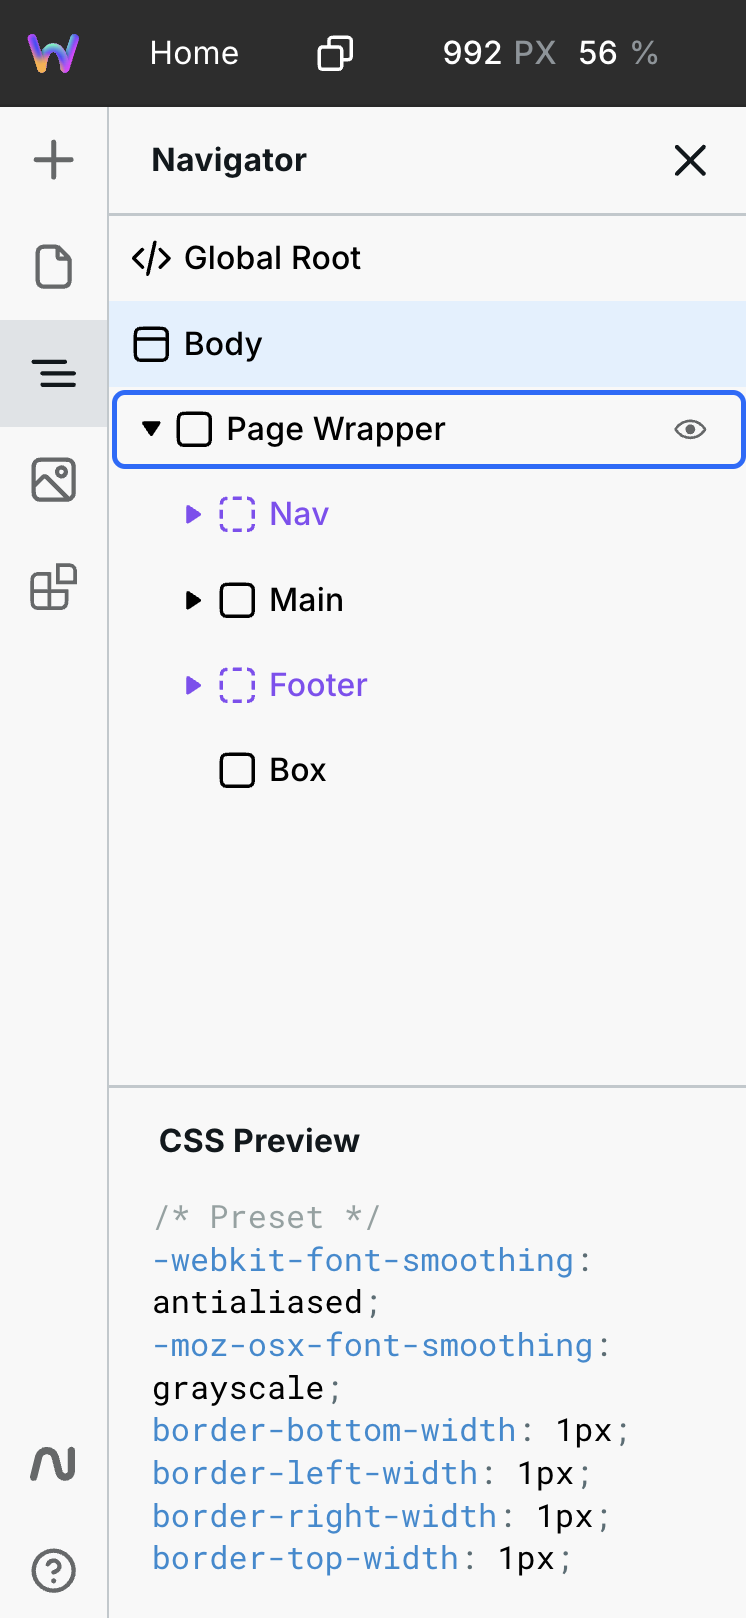 Home 992 PX 56 %
Navigator
Global Root
Body
Page Wrapper
Nav
Main
Footer
Box
CSS Preview
/* Preset */
-webkit-font-smoothing:
antialiased;
-moz-osx-font-smoothing:
grayscale;
border-bottom-width: 1px;
border-left-width: 1px;
border-right-width: 1px;
border-top-width: 1px;